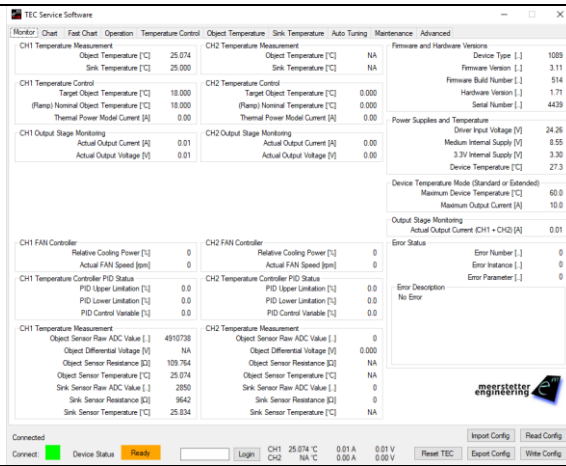 TEC Service Software
Monitor Chart Fast Chart Operation Temperature Control Object Temperature Sink Temperature Auto Tuning Maintenance Advanced
CH1 Temperature Measurement
Object Temperature [°C] 25.074
Sink Temperature [°C] 25.000
CH1 Temperature Control
Target Object Temperature [°C] 18.000
(Ramp) Nominal Object Temperature [°C] 18.000
Thermal Power Model Current [A] 0.00
CH1 Output Stage Monitoring
Actual Output Current [A] 0.01
Actual Output Voltage [V] 0.01
CH1 FAN Controller
Relative Cooling Power [%] 0
Actual FAN Speed [rpm] 0
CH1 Temperature Controller PID Status
PID Upper Limitation [%] 0.0
PID Lower Limitation [%] 0.0
PID Control Variable [%] 0.0
CH1 Temperature Measurement
Object Sensor Raw ADC Value [..] 4910738
Object Differential Voltage [V] NA
Object Sensor Resistance [Ω] 109.764
Object Sensor Temperature [°C] 25.074
Sink Sensor Raw ADC Value [..] 2850
Sink Sensor Resistance [Ω] 9642
Sink Sensor Temperature [°C] 25.834
CH2 Temperature Measurement
Object Temperature [°C] NA
Sink Temperature [°C] NA
CH2 Temperature Control
Target Object Temperature [°C] 0.000
(Ramp) Nominal Object Temperature [°C] 0.000
Thermal Power Model Current [A] 0.00
CH2 Output Stage Monitoring
Actual Output Current [A] 0.00
Actual Output Voltage [V] 0.00
CH2 FAN Controller
Relative Cooling Power [%] 0
Actual FAN Speed [rpm] 0
CH2 Temperature Controller PID Status
PID Upper Limitation [%] 0.0
PID Lower Limitation [%] 0.0
PID Control Variable [%] 0.0
CH2 Temperature Measurement
Object Sensor Raw ADC Value [..] 0
Object Differential Voltage [V] 0.000
Object Sensor Resistance [Ω] NA
Object Sensor Temperature [°C] NA
Sink Sensor Raw ADC Value [..] 0
Sink Sensor Resistance [Ω] 0
Sink Sensor Temperature [°C] NA
Firmware and Hardware Versions
Device Type [..] 1089
Firmware Version [..] 3.11
Firmware Build Number [..] 514
Hardware Version [..] 1.71
Serial Number [..] 4439
Power Supplies and Temperature
Driver Input Voltage [V] 24.26
Medium Internal Supply [V] 8.55
3.3V Internal Supply [V] 3.30
Device Temperature [°C] 27.3
Device Temperature Mode (Standard or Extended)
Maximum Device Temperature [°C] 60.0
Maximum Output Current [A] 10.0
Output Stage Monitoring
Actual Output Current (CH1 + CH2) [A] 0.01
Error Status
Error Number [..] 0
Error Instance [..] 0
Error Parameter [..] 0
Error Description
No Error
meerstetter
engineering
Connected
Connect: Device Status Ready Login
CH1 25.074 °C 0.01 A 0.01 V
CH2 NA °C 0.00 A 0.00 V
Import Config Read Config
Reset TEC Export Config Write Config